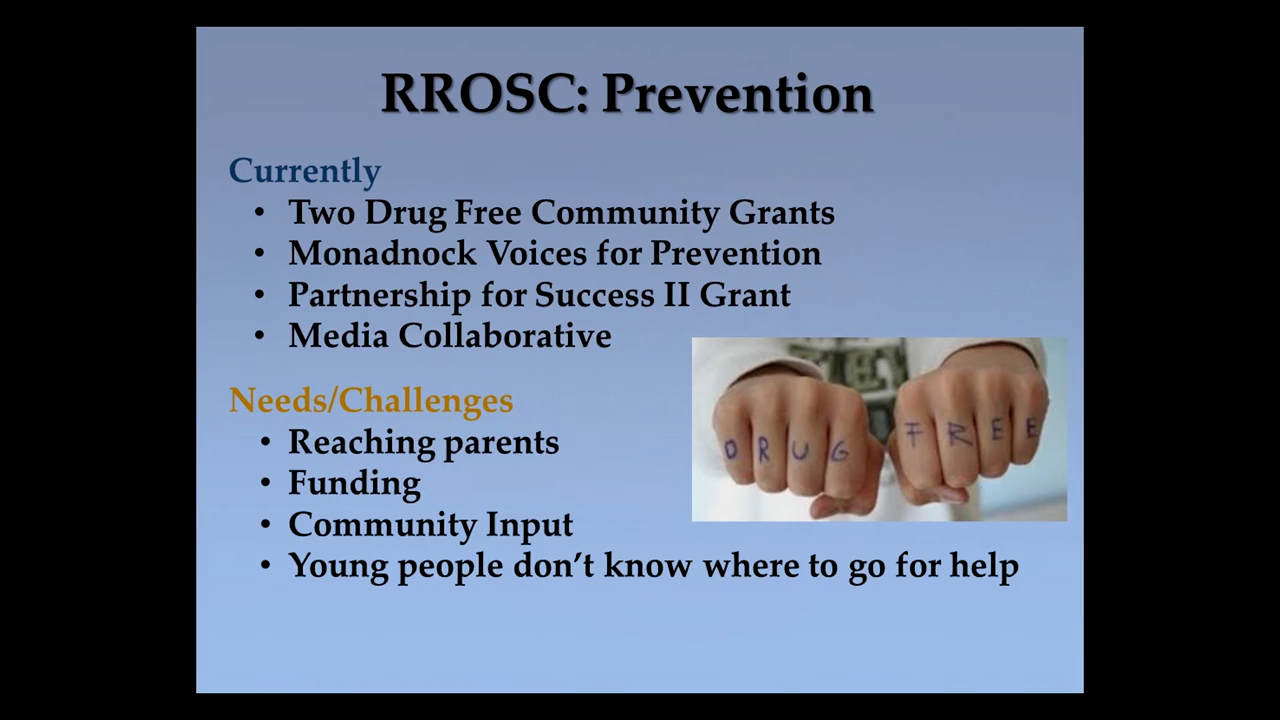 RROSC: Prevention
Currently
• Two Drug Free Community Grants
• Monadnock Voices for Prevention
• Partnership for Success II Grant
• Media Collaborative
Needs/Challenges
• Reaching parents
• Funding
• Community Input
• Young people don’t know where to go for help
DRUG FREE